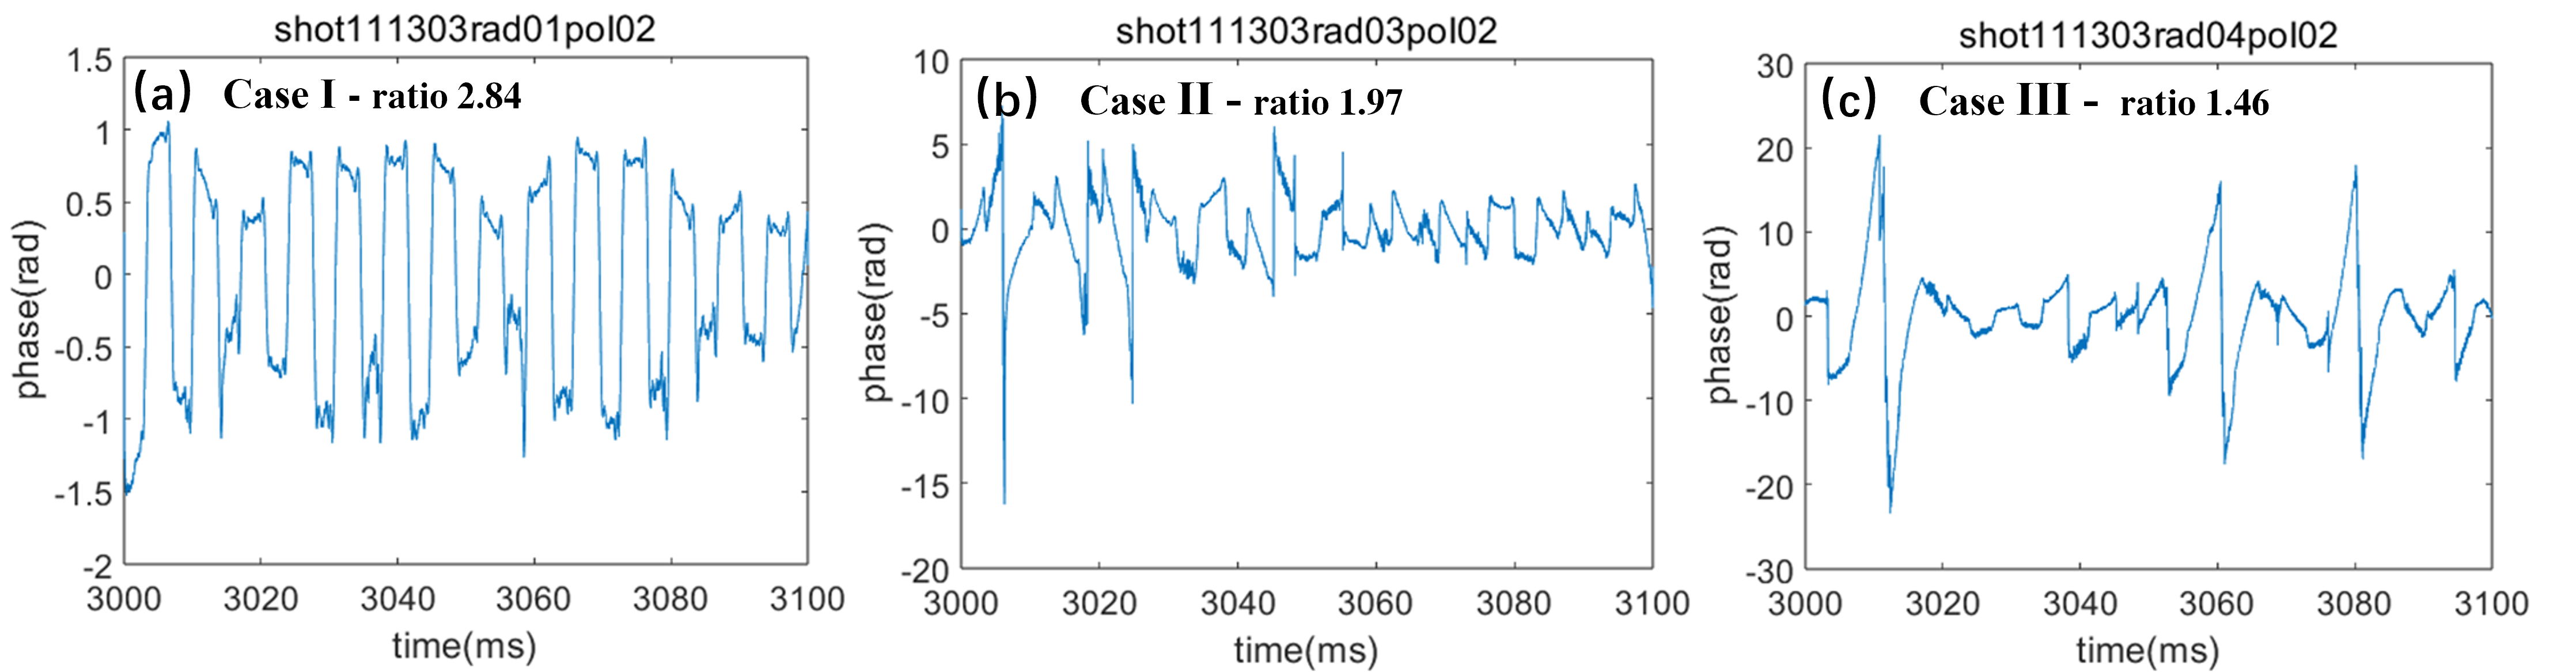 shot111303rad01pol02
(a) Case I - ratio 2.84
1.5
1
0.5
0
-0.5
-1
-1.5
-2
phase(rad)
3000 3020 3040 3060 3080 3100
time(ms)
shot111303rad03pol02
(b) Case II - ratio 1.97
10
5
0
-5
-10
-15
-20
phase(rad)
3000 3020 3040 3060 3080 3100
time(ms)
shot111303rad04pol02
(c) Case III - ratio 1.46
30
20
10
0
-10
-20
-30
phase(rad)
3000 3020 3040 3060 3080 3100
time(ms)